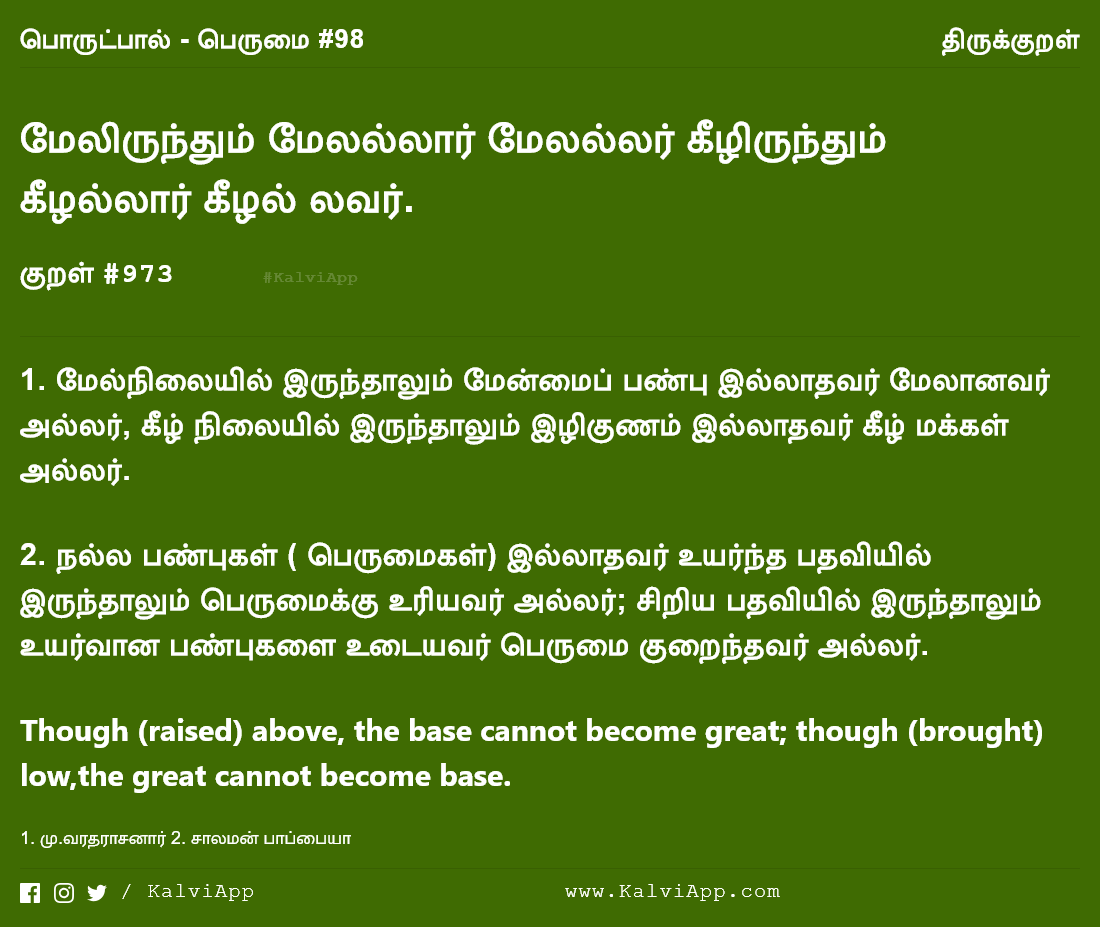 பொருட்பால் - பெருமை #98
திருக்குறள்
மேலிருந்தும் மேலல்லார் மேலல்லர் கீழிருந்தும்
கீழல்லார் கீழல் லவர்.
குறள் #973
#KalviApp
1. மேல்நிலையில் இருந்தாலும் மேன்மைப் பண்பு இல்லாதவர் மேலானவர்
அல்லர், கீழ் நிலையில் இருந்தாலும் இழிகுணம் இல்லாதவர் கீழ் மக்கள்
அல்லர்.
2. நல்ல பண்புகள் ( பெருமைகள்) இல்லாதவர் உயர்ந்த பதவியில்
இருந்தாலும் பெருமைக்கு உரியவர் அல்லர்; சிறிய பதவியில் இருந்தாலும்
உயர்வான பண்புகளை உடையவர் பெருமை குறைந்தவர் அல்லர்.
Though (raised) above, the base cannot become great; though (brought)
low,the great cannot become base.
1. மு.வரதராசனார் 2. சாலமன் பாப்பையா
/ KalviApp
www.KalviApp.com